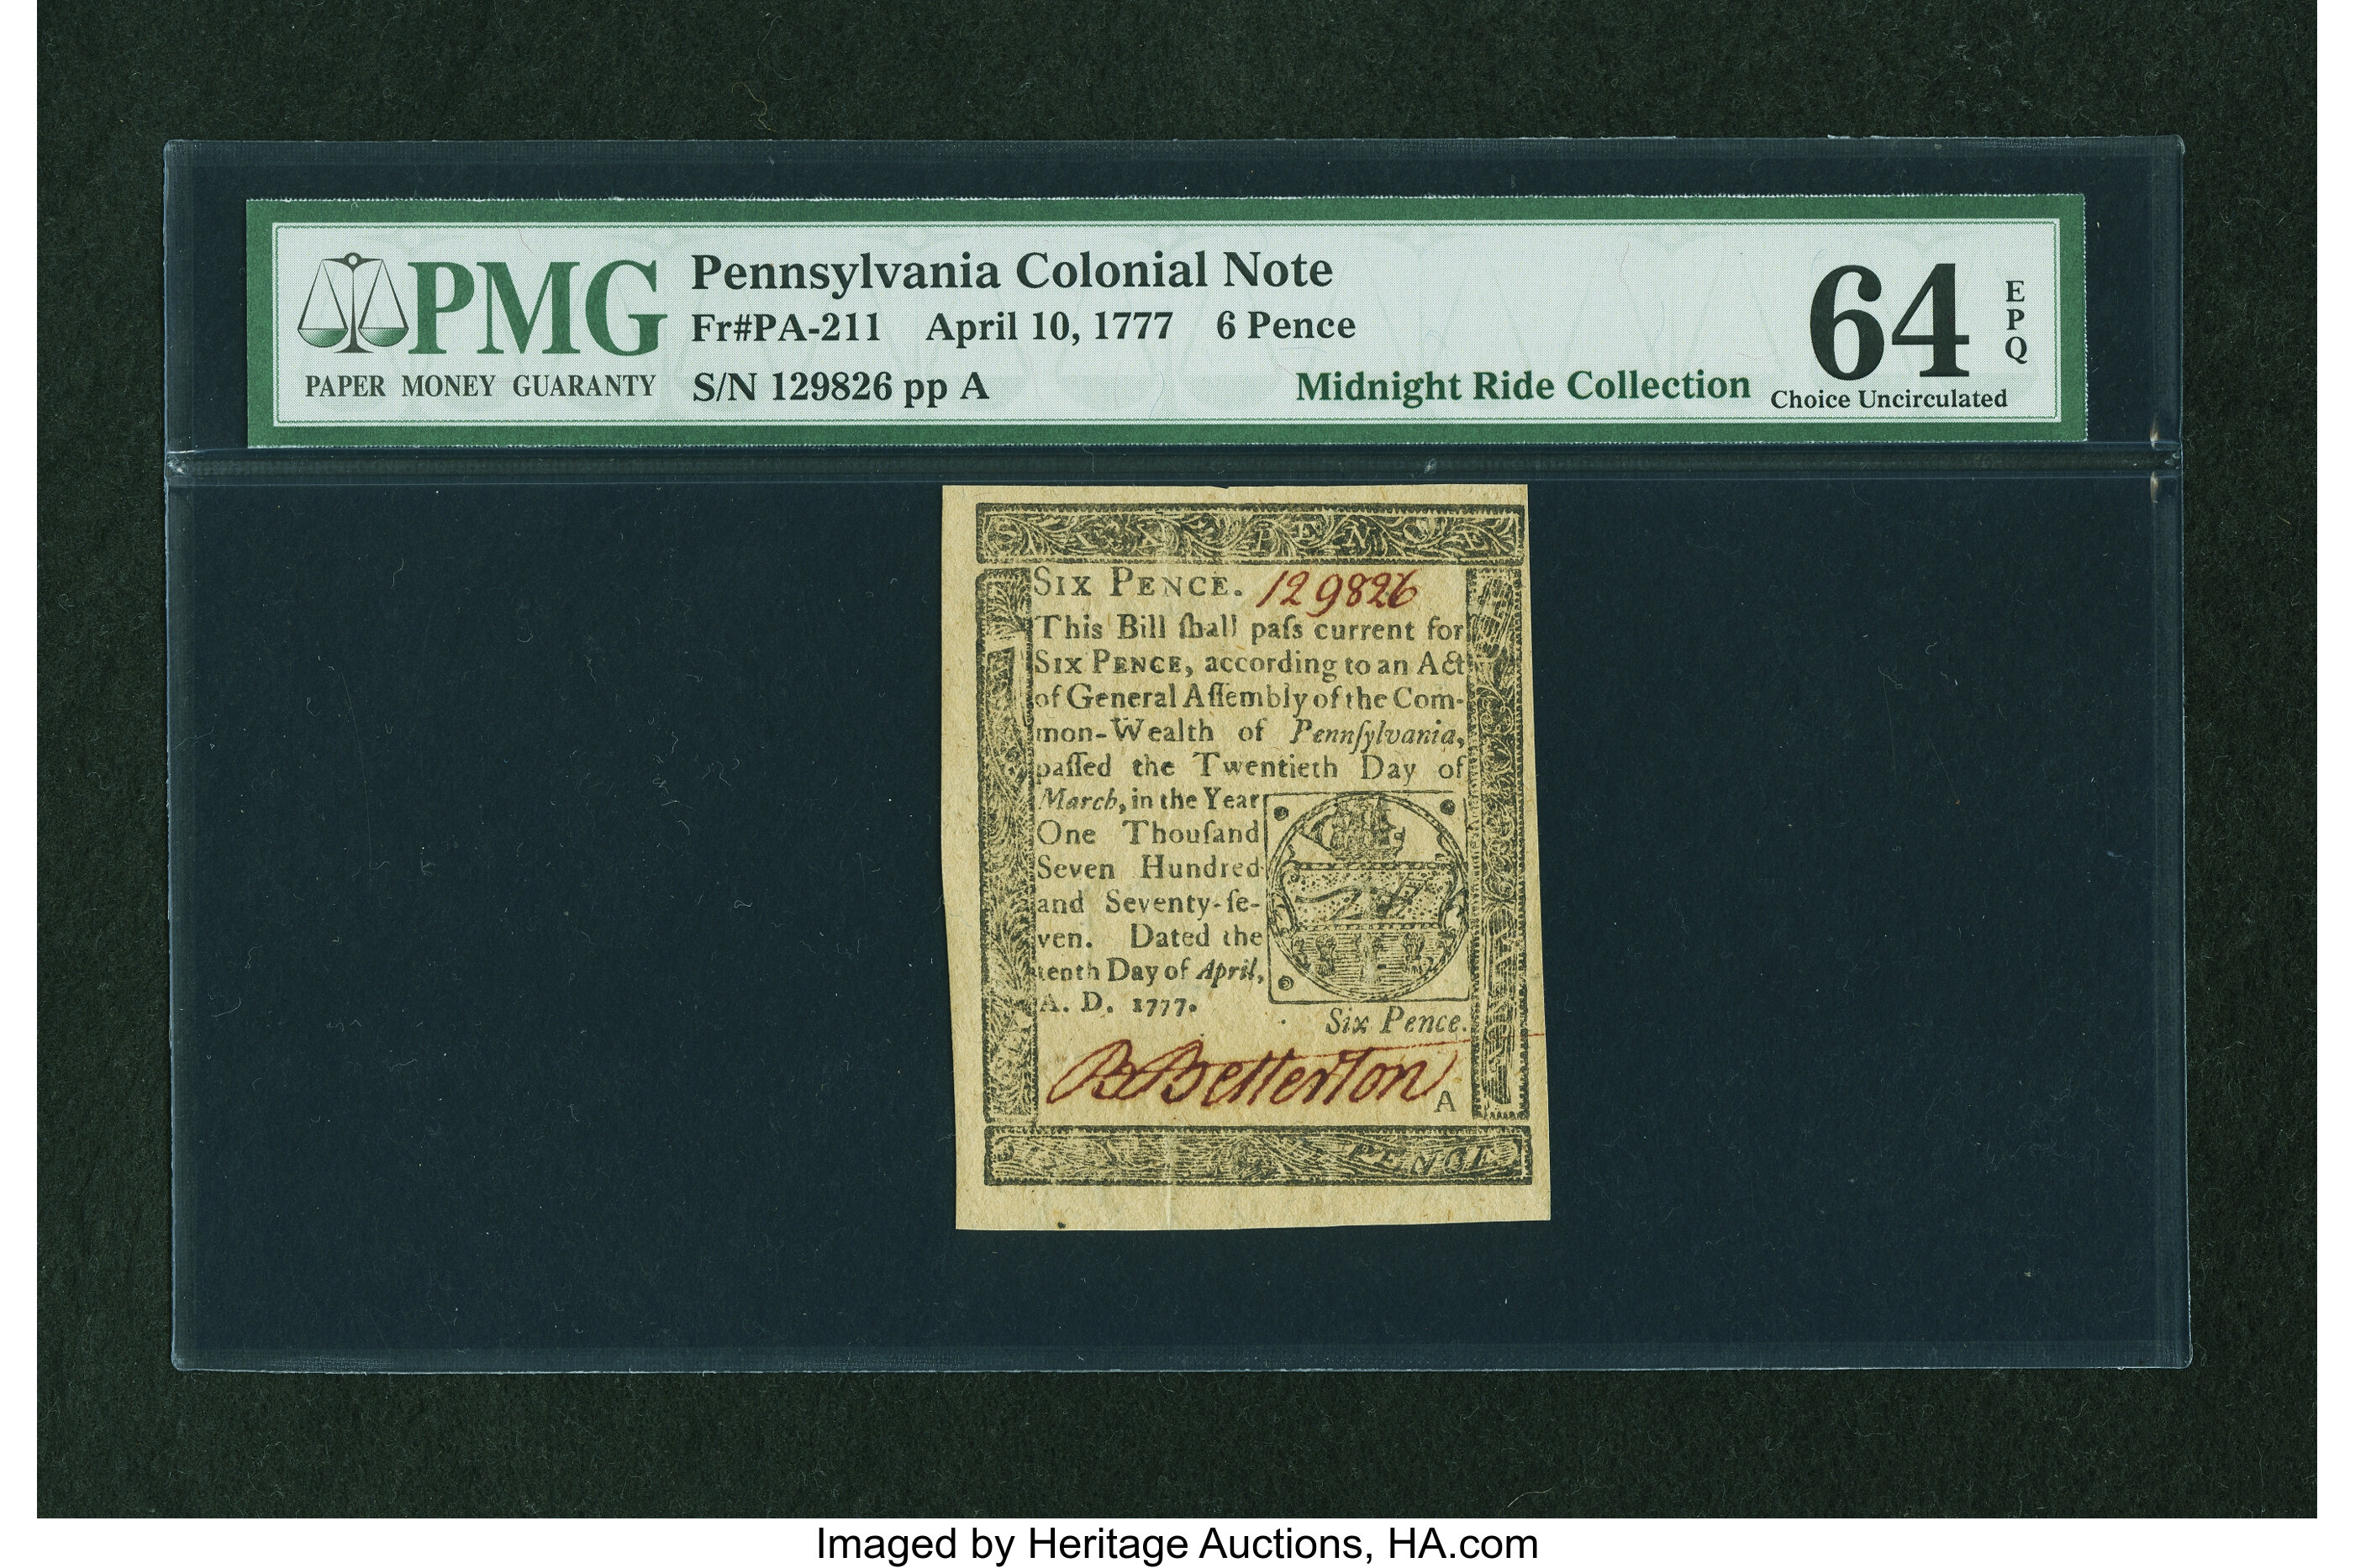 PMG
PAPER MONEY GUARANTY
Pennsylvania Colonial Note
Fr#PA-211 April 10, 1777 6 Pence
S/N 129826 pp A
Midnight Ride Collection
64
EPQ
Choice Uncirculated
SIX PENCE
SIX PENCE. 129826
This Bill ſhall paſs current for
SIX PENCE, according to an Act
of General Aſſembly of the Com-
mon-Wealth of Pennſylvania,
paſſed the Twentieth Day of
March, in the Year
One Thouſand
Seven Hundred
and Seventy-ſe-
ven. Dated the
tenth Day of April,
A. D. 1777.
Six Pence.
B Betterton
A
PENCE
Imaged by Heritage Auctions, HA.com